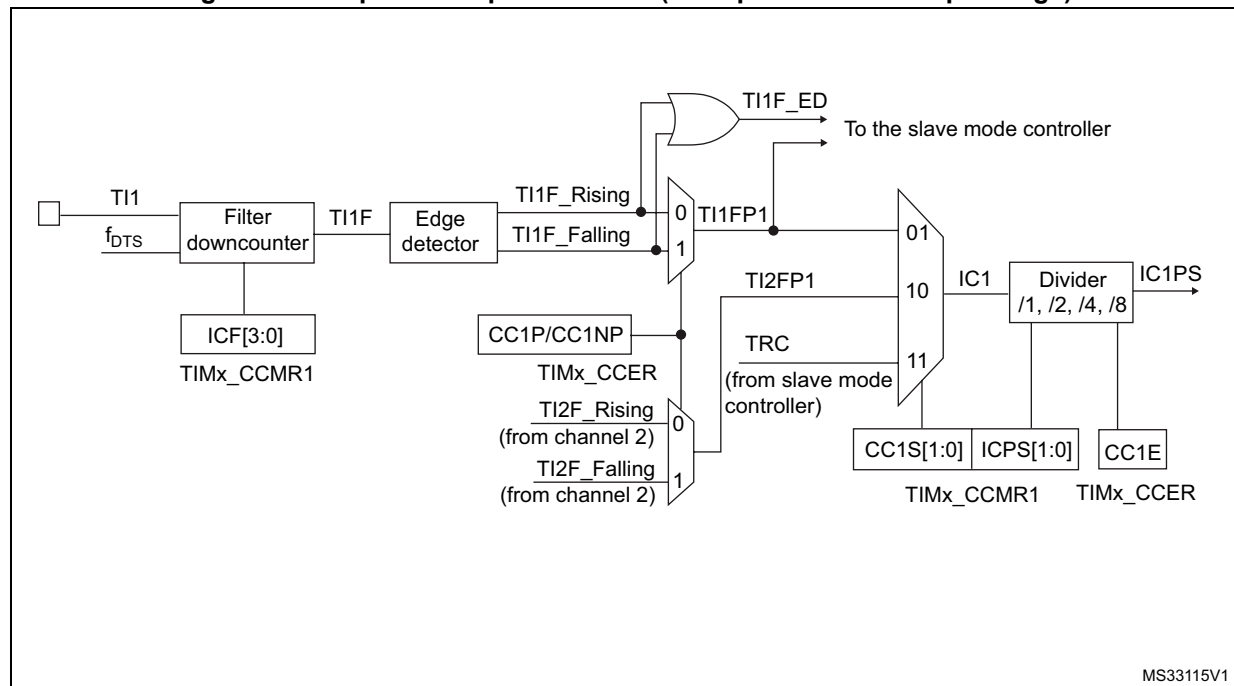 TI1F_ED
To the slave mode controller
TI1
f_DTS
Filter
downcounter
TI1F
Edge
detector
TI1F_Rising
TI1F_Falling
0
1
TI1FP1
01
TI2FP1
10
IC1
Divider
/1, /2, /4, /8
IC1PS
ICF[3:0]
TIMx_CCMR1
CC1P/CC1NP
TIMx_CCER
TRC
11
(from slave mode
controller)
TI2F_Rising
(from channel 2)
0
TI2F_Falling
(from channel 2)
1
CC1S[1:0]
ICPS[1:0]
CC1E
TIMx_CCMR1
TIMx_CCER
MS33115V1